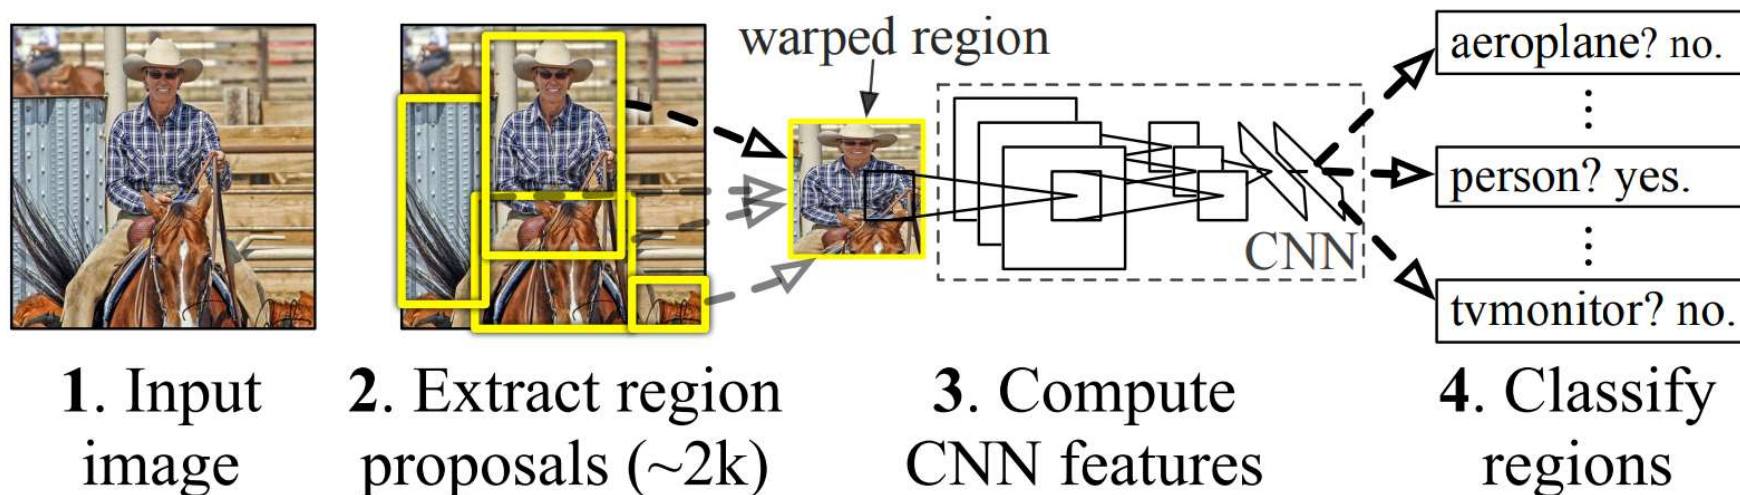 warped region
aeroplane? no.
person? yes.
CNN
tvmonitor? no.
1. Input
image
2. Extract region
proposals (~2k)
3. Compute
CNN features
4. Classify
regions